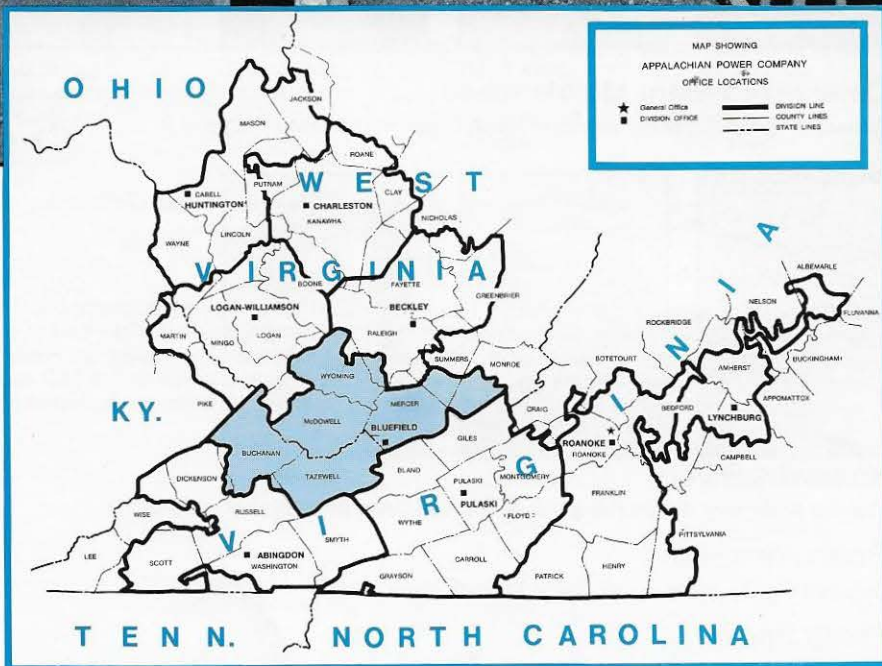 MAP SHOWING
APPALACHIAN POWER COMPANY
OFFICE LOCATIONS
General Office
DIVISION OFFICE
DIVISION LINE
COUNTY LINES
STATE LINES
OHIO
JACKSON
MASON
ROANE
CABELL
HUNTINGTON
PUTNAM
WEST
CLAY
CHARLESTON
KANAWHA
NICHOLAS
WAYNE
LINCOLN
VIRGINIA
BOONE
FAYETTE
GREENBRIER
LOGAN-WILLIAMSON
BECKLEY
MARTIN
MINGO
LOGAN
RALEIGH
SUMMERS
MONROE
WYOMING
PIKE
KY.
McDOWELL
MERCER
BLUEFIELD
BUCHANAN
TAZEWELL
DICKENSON
WISE
RUSSELL
LEE
SCOTT
ABINGDON
WASHINGTON
SMYTH
VIRGINIA
BLAND
GILES
CRAIG
PULASKI
PULASKI
MONTGOMERY
WYTHE
FLOYD
CARROLL
GRAYSON
PATRICK
HENRY
FRANKLIN
PITTSYLVANIA
ROANOKE
ROANOKE
BOTETOURT
ROCKBRIDGE
BEDFORD
AMHERST
LYNCHBURG
CAMPBELL
APPOMATTOX
BUCKINGHAM
NELSON
ALBEMARLE
FLUVANNA
TENN.
NORTH CAROLINA